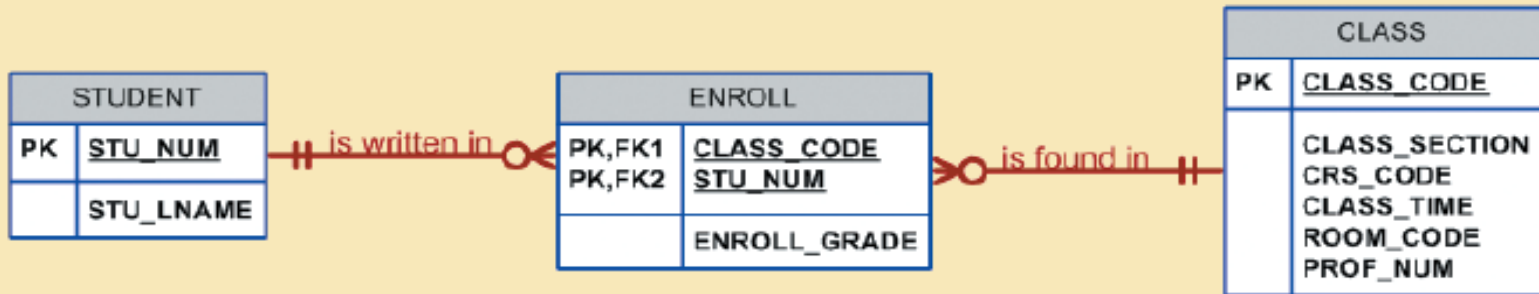 STUDENT
PK STU_NUM
STU_LNAME
is written in
ENROLL
PK,FK1 CLASS_CODE
PK,FK2 STU_NUM
ENROLL_GRADE
is found in
CLASS
PK CLASS_CODE
CLASS_SECTION
CRS_CODE
CLASS_TIME
ROOM_CODE
PROF_NUM